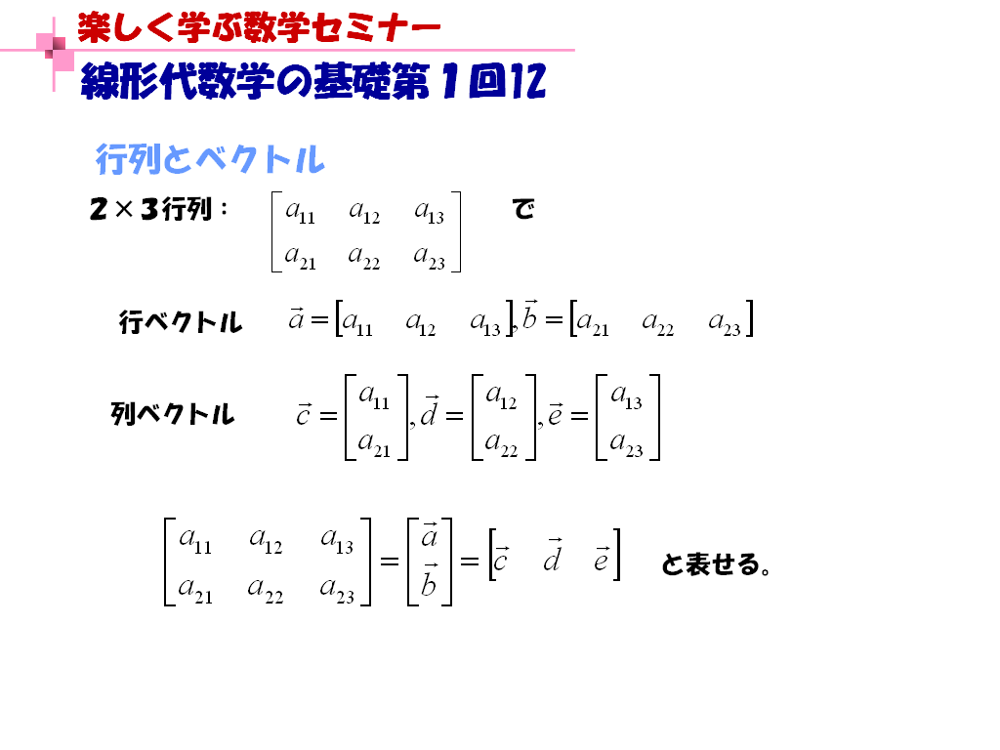 楽しく学ぶ数学セミナー
線形代数学の基礎第１回12
行列とベクトル
２×３行列： [a₁₁ a₁₂ a₁₃; a₂₁ a₂₂ a₂₃] で
行ベクトル a⃗ = [a₁₁ a₁₂ a₁₃], b⃗ = [a₂₁ a₂₂ a₂₃]
列ベクトル c⃗ = [a₁₁; a₂₁], d⃗ = [a₁₂; a₂₂], e⃗ = [a₁₃; a₂₃]
[a₁₁ a₁₂ a₁₃; a₂₁ a₂₂ a₂₃] = [a⃗; b⃗] = [c⃗ d⃗ e⃗] と表せる。